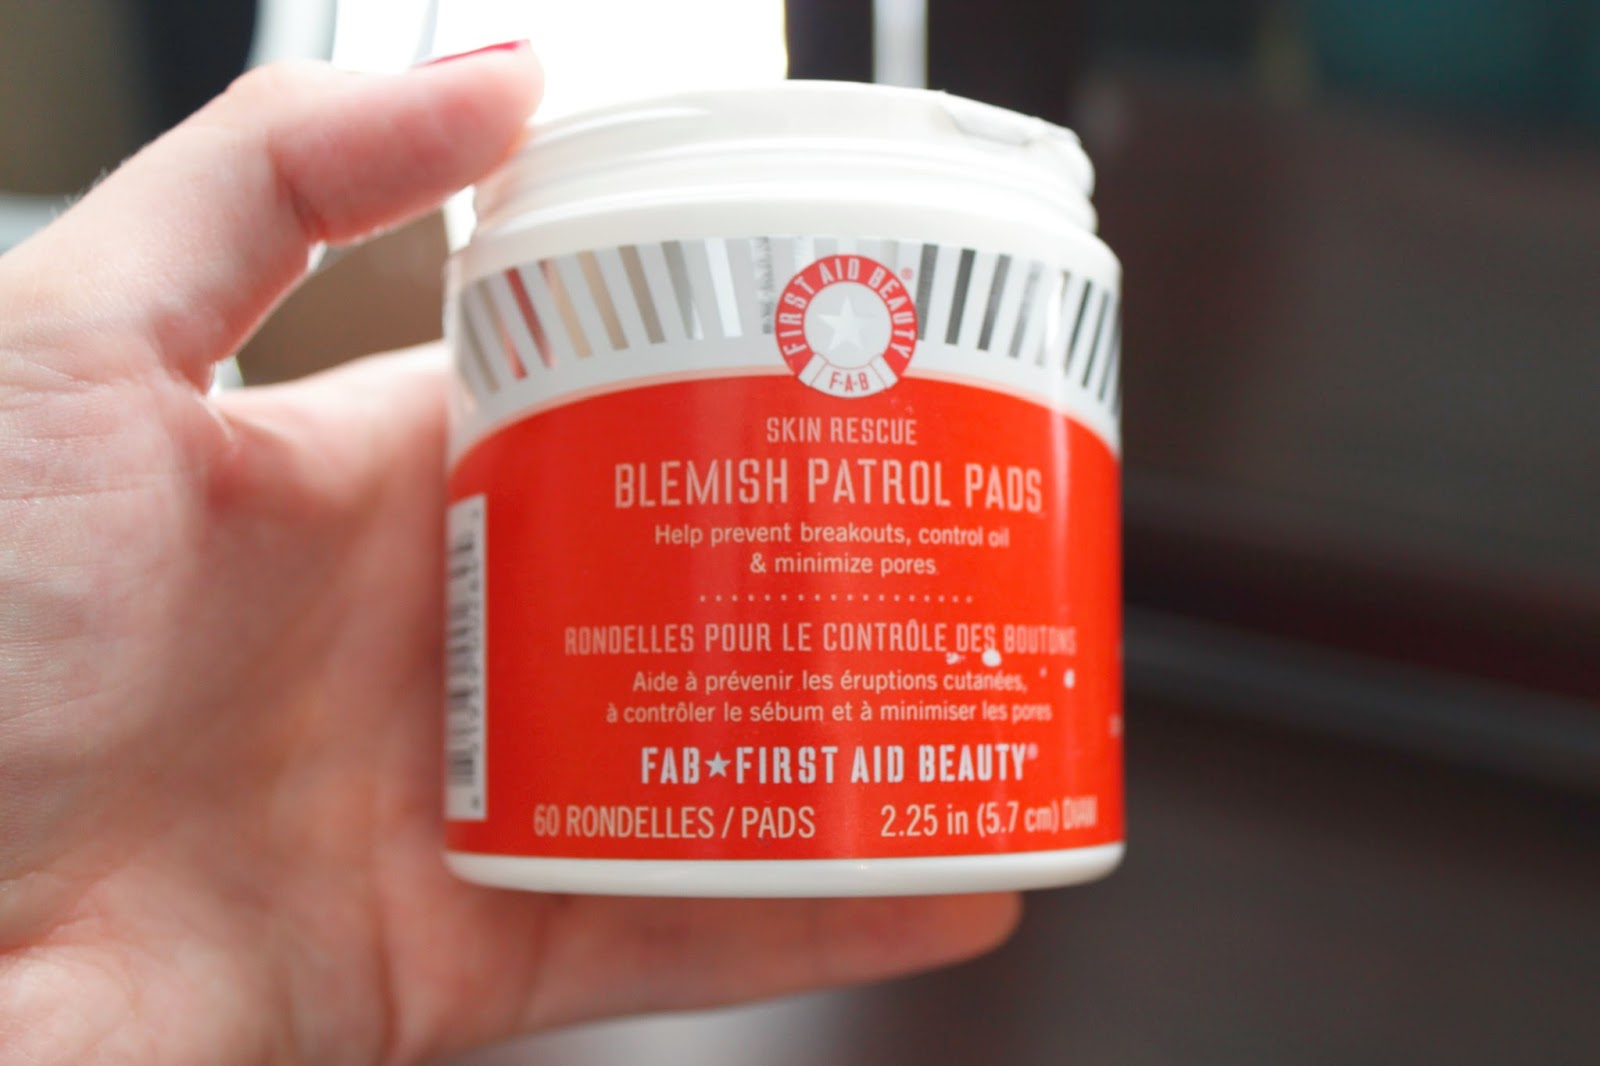 FIRST AID BEAUTY®
F·A·B
SKIN RESCUE
BLEMISH PATROL PADS
Help prevent breakouts, control oil
& minimize pores
RONDELLES POUR LE CONTRÔLE DES BOUTONS
Aide à prévenir les éruptions cutanées,
à contrôler le sébum et à minimiser les pores
FAB★FIRST AID BEAUTY®
60 RONDELLES / PADS 2.25 in (5.7 cm) DIAM